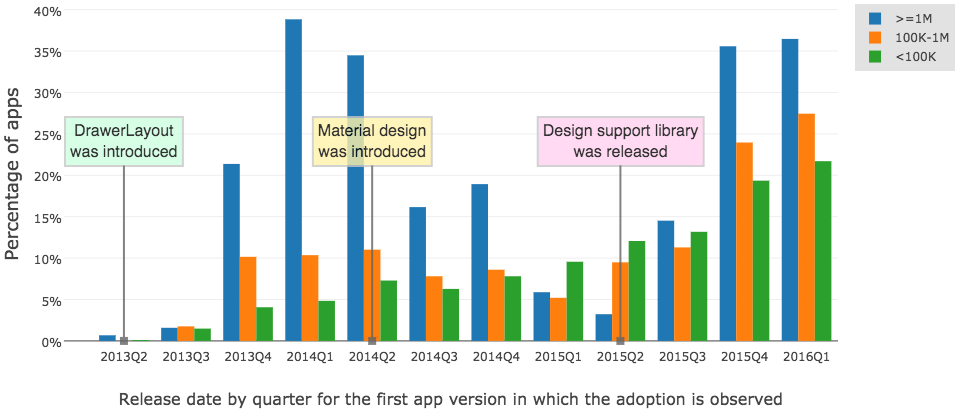 40%
35%
30%
25%
20%
15%
10%
5%
0%
Percentage of apps
>=1M
100K-1M
<100K
DrawerLayout
was introduced
Material design
was introduced
Design support library
was released
2013Q2 2013Q3 2013Q4 2014Q1 2014Q2 2014Q3 2014Q4 2015Q1 2015Q2 2015Q3 2015Q4 2016Q1
Release date by quarter for the first app version in which the adoption is observed